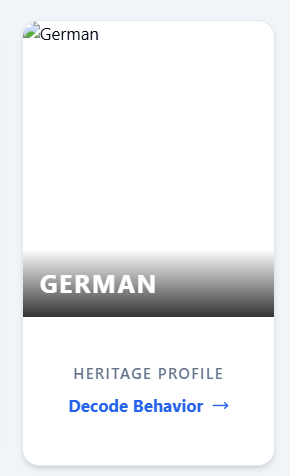 German
GERMAN
HERITAGE PROFILE
Decode Behavior →